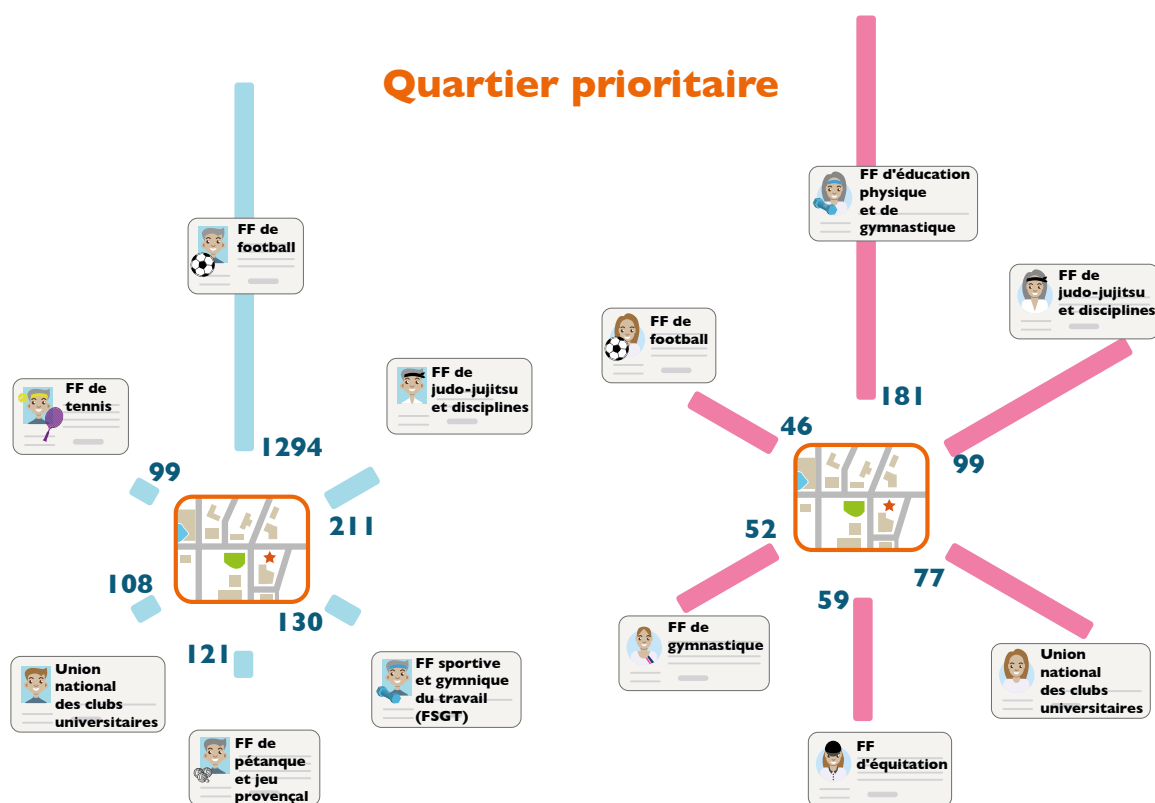 Quartier prioritaire
FF de
football
FF de
tennis
FF de
judo-jujitsu
et disciplines
1294
99
211
108
130
121
Union
national
des clubs
universitaires
FF sportive
et gymnique
du travail
(FSGT)
FF de
pétanque
et jeu
provençal
FF d'éducation
physique
et de
gymnastique
FF de
judo-jujitsu
et disciplines
FF de
football
181
46
99
52
77
59
FF de
gymnastique
Union
national
des clubs
universitaires
FF
d'équitation